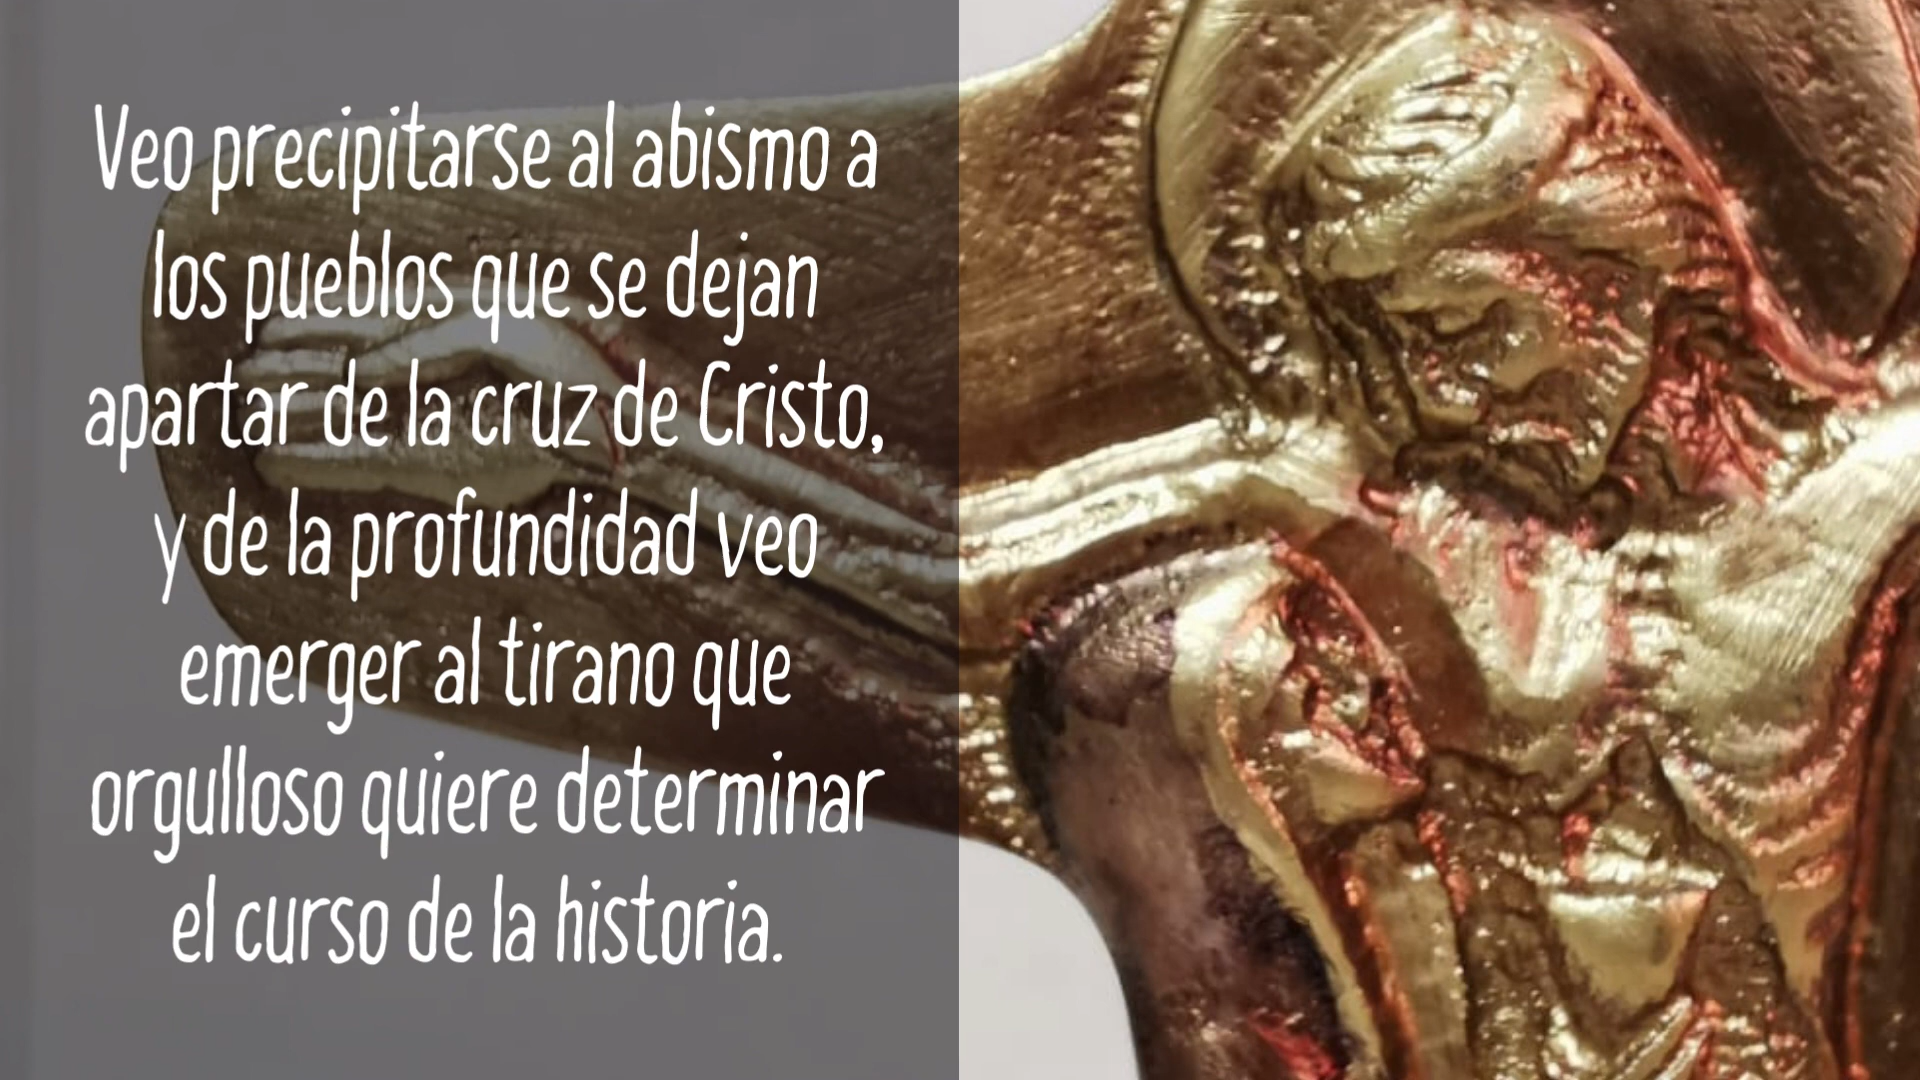 Veo precipitarse al abismo a
los pueblos que se dejan
apartar de la cruz de Cristo,
y de la profundidad veo
emerger al tirano que
orgulloso quiere determinar
el curso de la historia.